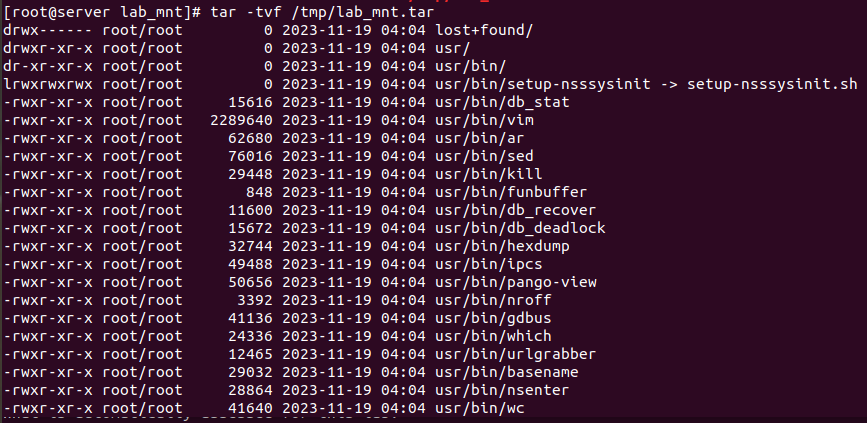 [root@server lab_mnt]# tar -tvf /tmp/lab_mnt.tar
drwx------ root/root         0 2023-11-19 04:04 lost+found/
drwxr-xr-x root/root         0 2023-11-19 04:04 usr/
dr-xr-xr-x root/root         0 2023-11-19 04:04 usr/bin/
lrwxrwxrwx root/root         0 2023-11-19 04:04 usr/bin/setup-nsssysinit -> setup-nsssysinit.sh
-rwxr-xr-x root/root     15616 2023-11-19 04:04 usr/bin/db_stat
-rwxr-xr-x root/root   2289640 2023-11-19 04:04 usr/bin/vim
-rwxr-xr-x root/root     62680 2023-11-19 04:04 usr/bin/ar
-rwxr-xr-x root/root     76016 2023-11-19 04:04 usr/bin/sed
-rwxr-xr-x root/root     29448 2023-11-19 04:04 usr/bin/kill
-rwxr-xr-x root/root       848 2023-11-19 04:04 usr/bin/funbuffer
-rwxr-xr-x root/root     11600 2023-11-19 04:04 usr/bin/db_recover
-rwxr-xr-x root/root     15672 2023-11-19 04:04 usr/bin/db_deadlock
-rwxr-xr-x root/root     32744 2023-11-19 04:04 usr/bin/hexdump
-rwxr-xr-x root/root     49488 2023-11-19 04:04 usr/bin/ipcs
-rwxr-xr-x root/root     50656 2023-11-19 04:04 usr/bin/pango-view
-rwxr-xr-x root/root      3392 2023-11-19 04:04 usr/bin/nroff
-rwxr-xr-x root/root     41136 2023-11-19 04:04 usr/bin/gdbus
-rwxr-xr-x root/root     24336 2023-11-19 04:04 usr/bin/which
-rwxr-xr-x root/root     12465 2023-11-19 04:04 usr/bin/urlgrabber
-rwxr-xr-x root/root     29032 2023-11-19 04:04 usr/bin/basename
-rwxr-xr-x root/root     28864 2023-11-19 04:04 usr/bin/nsenter
-rwxr-xr-x root/root     41640 2023-11-19 04:04 usr/bin/wc